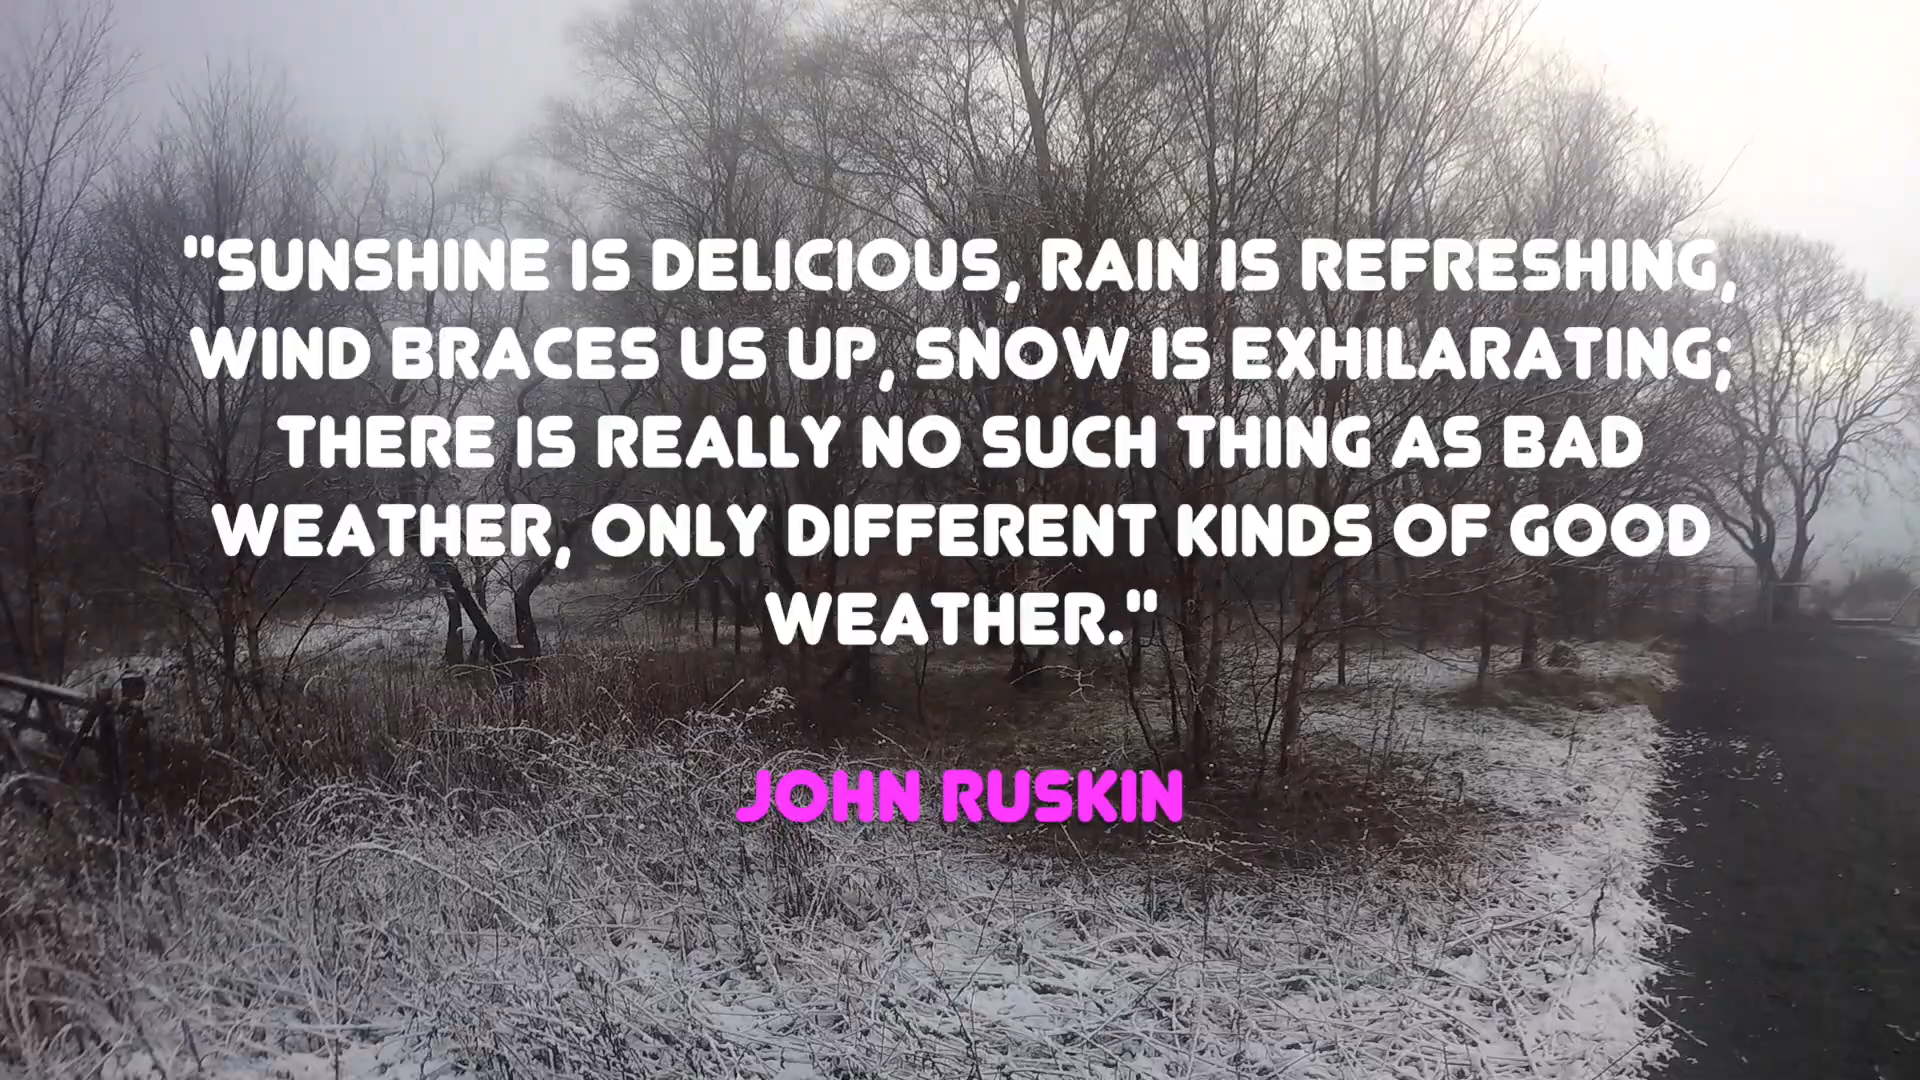 "SUNSHINE IS DELICIOUS, RAIN IS REFRESHING,
WIND BRACES US UP, SNOW IS EXHILARATING;
THERE IS REALLY NO SUCH THING AS BAD
WEATHER, ONLY DIFFERENT KINDS OF GOOD
WEATHER."
JOHN RUSKIN